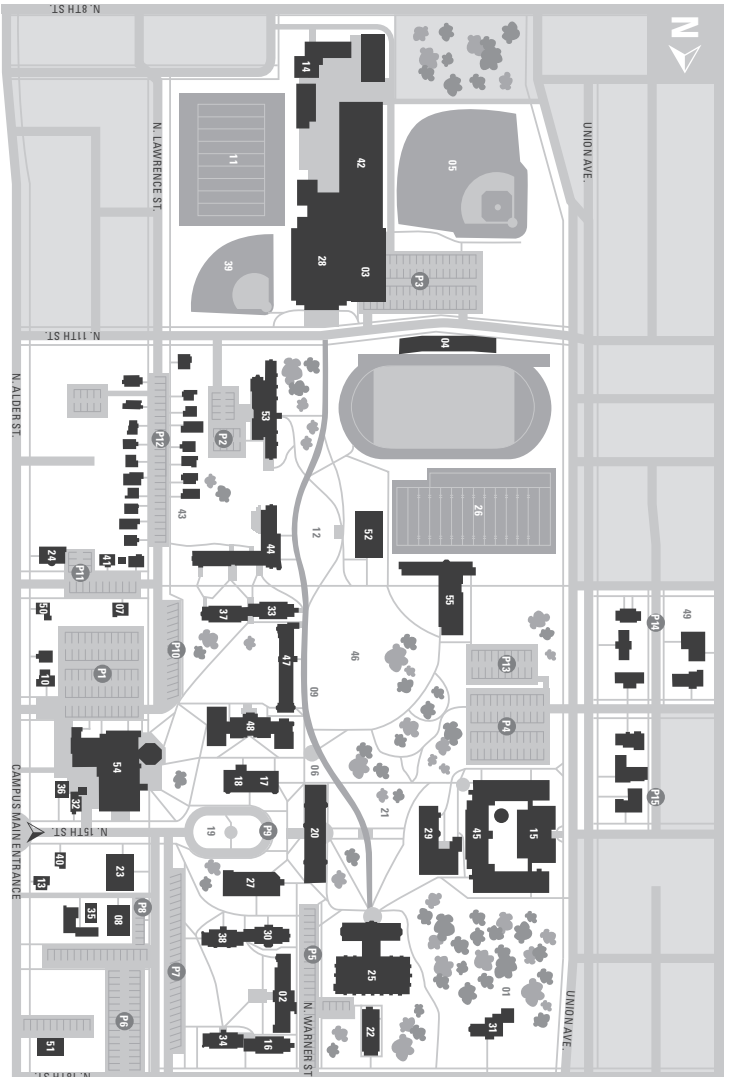 N. 8TH ST.
N
14
N. LAWRENCE ST.
UNION AVE.
11
42
05
39
28
03
P3
N. 11TH ST.
04
N. ALDER ST.
53
P2
P12
43
12
52
26
44
24
41
P11
55
50
07
37
33
P14
49
P10
47
46
P13
P1
10
09
48
P4
54
06
36
32
18
17
21
P15
CAMPUS MAIN ENTRANCE
N. 15TH ST.
19
P9
20
29
45
15
40
13
23
27
35
08
P8
38
30
P5
25
01
P7
02
N. WARNER ST.
UNION AVE.
P6
51
34
16
22
31
N. 18TH ST.